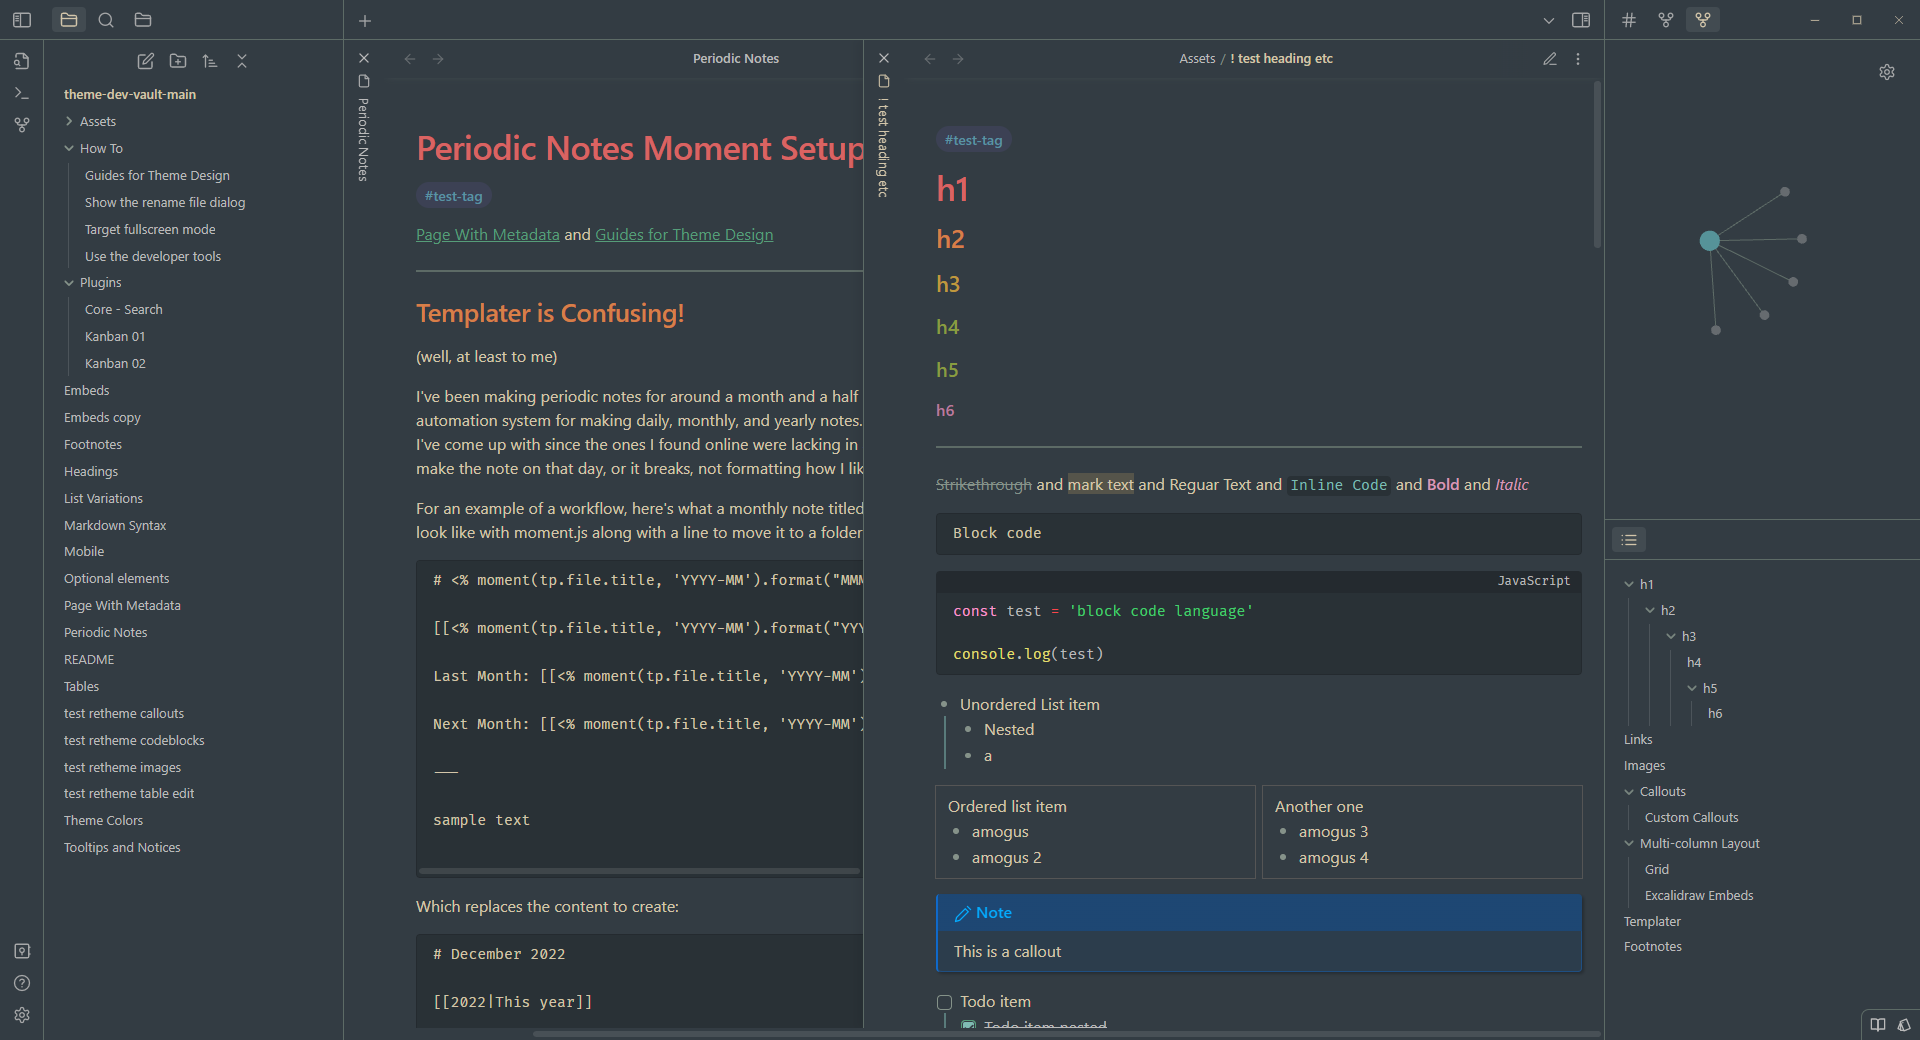 theme-dev-vault-main
Assets
How To
Guides for Theme Design
Show the rename file dialog
Target fullscreen mode
Use the developer tools
Plugins
Core - Search
Kanban 01
Kanban 02
Embeds
Embeds copy
Footnotes
Headings
List Variations
Markdown Syntax
Mobile
Optional elements
Page With Metadata
Periodic Notes
README
Tables
test retheme callouts
test retheme codeblocks
test retheme images
test retheme table edit
Theme Colors
Tooltips and Notices
Periodic Notes
Periodic Notes
Periodic Notes Moment Setup
#test-tag
Page With Metadata and Guides for Theme Design
Templater is Confusing!
(well, at least to me)
I've been making periodic notes for around a month and a half
automation system for making daily, monthly, and yearly notes.
I've come up with since the ones I found online were lacking in
make the note on that day, or it breaks, not formatting how I lik
For an example of a workflow, here's what a monthly note titled
look like with moment.js along with a line to move it to a folder
# <% moment(tp.file.title, 'YYYY-MM').format("MMM
[[<% moment(tp.file.title, 'YYYY-MM').format("YYY
Last Month: [[<% moment(tp.file.title, 'YYYY-MM')
Next Month: [[<% moment(tp.file.title, 'YYYY-MM')
---
sample text
Which replaces the content to create:
# December 2022
[[2022|This year]]
! test heading etc
Assets / ! test heading etc
#test-tag
h1
h2
h3
h4
h5
h6
Strikethrough and mark text and Reguar Text and Inline Code and Bold and Italic
Block code
JavaScript
const test = 'block code language'
console.log(test)
Unordered List item
Nested
a
Ordered list item
amogus
amogus 2
Another one
amogus 3
amogus 4
Note
This is a callout
Todo item
Todo item nested
h1
h2
h3
h4
h5
h6
Links
Images
Callouts
Custom Callouts
Multi-column Layout
Grid
Excalidraw Embeds
Templater
Footnotes